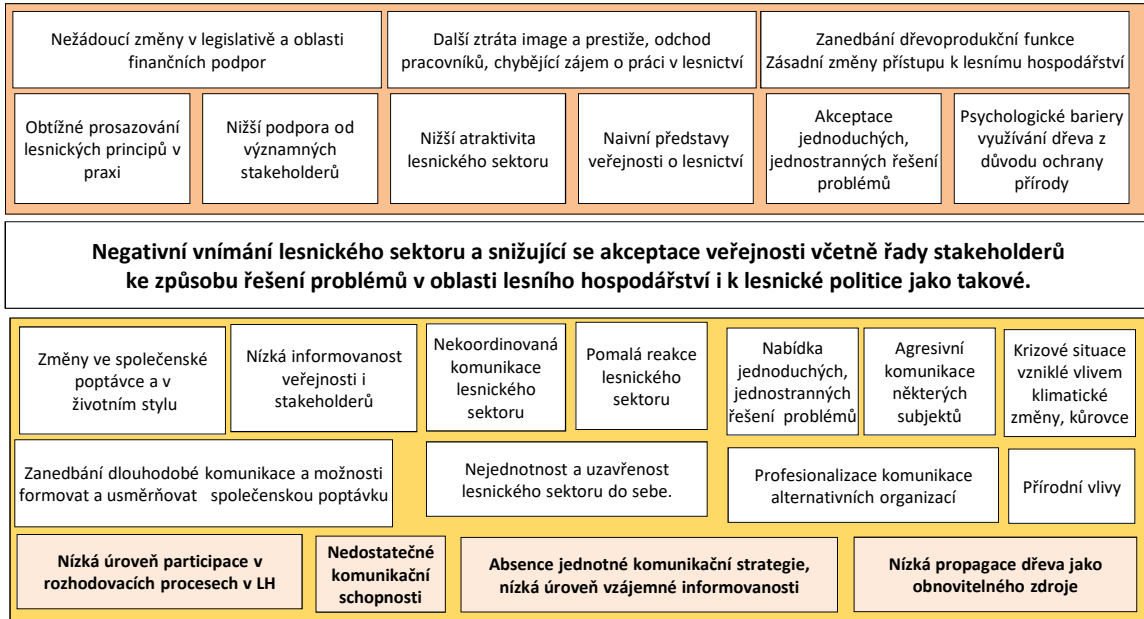 Nežádoucí změny v legislativě a oblasti
finančních podpor
Další ztráta image a prestiže, odchod
pracovníků, chybějící zájem o práci v lesnictví
Zanedbání dřevoprodukční funkce
Zásadní změny přístupu k lesnímu hospodářství
Obtížné prosazování
lesnických principů v
praxi
Nižší podpora od
významných
stakeholderů
Nižší atraktivita
lesnického sektoru
Naivní představy
veřejnosti o lesnictví
Akceptace
jednoduchých,
jednostranných řešení
problémů
Psychologické bariery
využívání dřeva z
důvodu ochrany
přírody
Negativní vnímání lesnického sektoru a snižující se akceptace veřejnosti včetně řady stakeholderů
ke způsobu řešení problémů v oblasti lesního hospodářství i k lesnické politice jako takové.
Změny ve společenské
poptávce a v
životním stylu
Nízká informovanost
veřejnosti i
stakeholderů
Nekoordinovaná
komunikace
lesnického
sektoru
Pomalá reakce
lesnického
sektoru
Nabídka
jednoduchých,
jednostranných
řešení problémů
Agresivní
komunikace
některých
subjektů
Krizové situace
vzniklé vlivem
klimatické
změny, kůrovce
Zanedbání dlouhodobé komunikace a možnosti
formovat a usměrňovat společenskou poptávku
Nejednotnost a uzavřenost
lesnického sektoru do sebe.
Profesionalizace komunikace
alternativních organizací
Přírodní vlivy
Nízká úroveň participace v
rozhodovacích procesech v LH
Nedostatečné
komunikační
schopnosti
Absence jednotné komunikační strategie,
nízká úroveň vzájemné informovanosti
Nízká propagace dřeva jako
obnovitelného zdroje